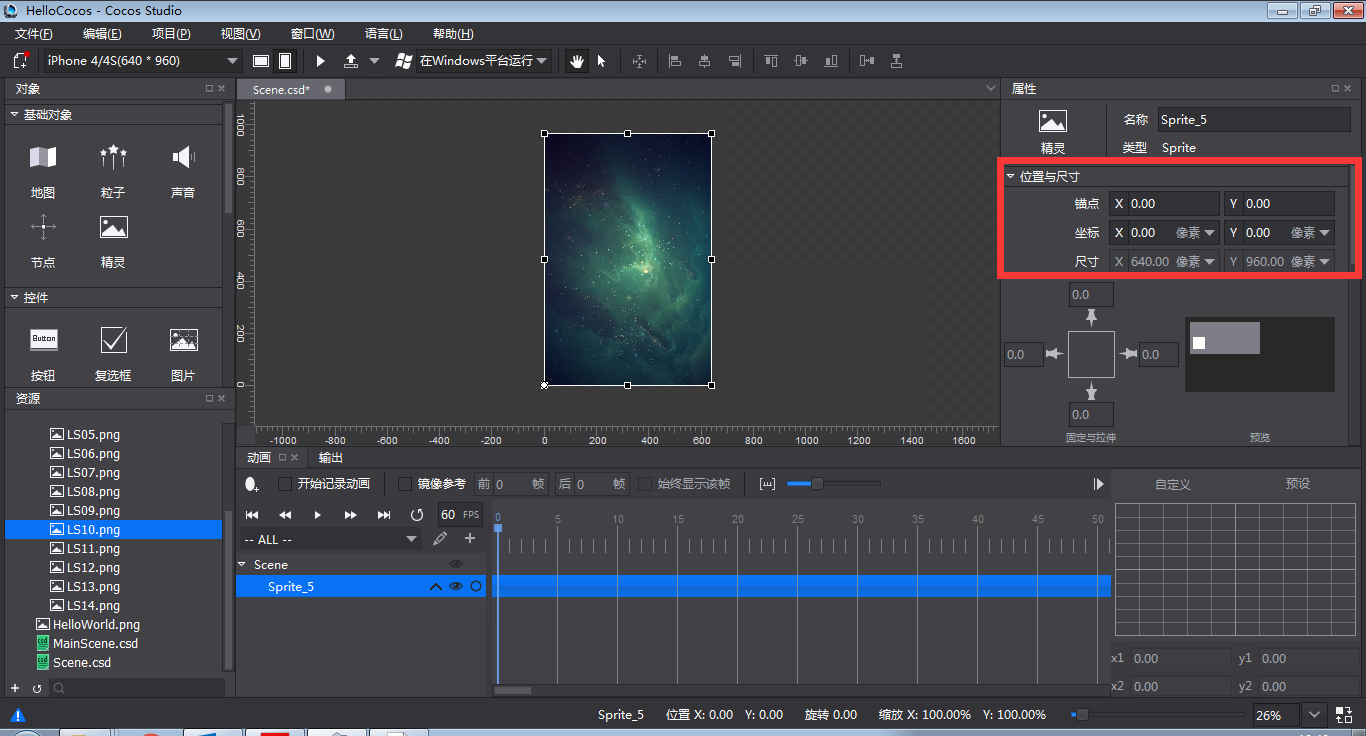 HelloCocos - Cocos Studio
文件(F) 编辑(E) 项目(P) 视图(V) 窗口(W) 语言(L) 帮助(H)
iPhone 4/4S(640 * 960) 在Windows平台运行
对象
基础对象
地图 粒子 声音
节点 精灵
控件
Button
按钮 复选框 图片
资源
LS05.png
LS06.png
LS07.png
LS08.png
LS09.png
LS10.png
LS11.png
LS12.png
LS13.png
LS14.png
HelloWorld.png
csd MainScene.csd
csd Scene.csd
Scene.csd*
1000
800
600
400
200
0
-1000 -800 -600 -400 -200 0 200 400 600 800 1000 1200 1400 1600
属性
精灵
名称 Sprite_5
类型 Sprite
位置与尺寸
锚点 X 0.00 Y 0.00
坐标 X 0.00 像素 Y 0.00 像素
尺寸 X 640.00 像素 Y 960.00 像素
0.0
0.0 0.0
0.0
固定与拉伸 预览
动画 输出
开始记录动画 镜像参考 前 0 帧 后 0 帧 始终显示该帧
60 FPS
-- ALL --
0 5 10 15 20 25 30 35 40 45 50
Scene
Sprite_5
自定义 预设
x1 0.00 y1 0.00
x2 0.00 y2 0.00
Sprite_5 位置 X: 0.00 Y: 0.00 旋转 0.00 缩放 X: 100.00% Y: 100.00% 26%